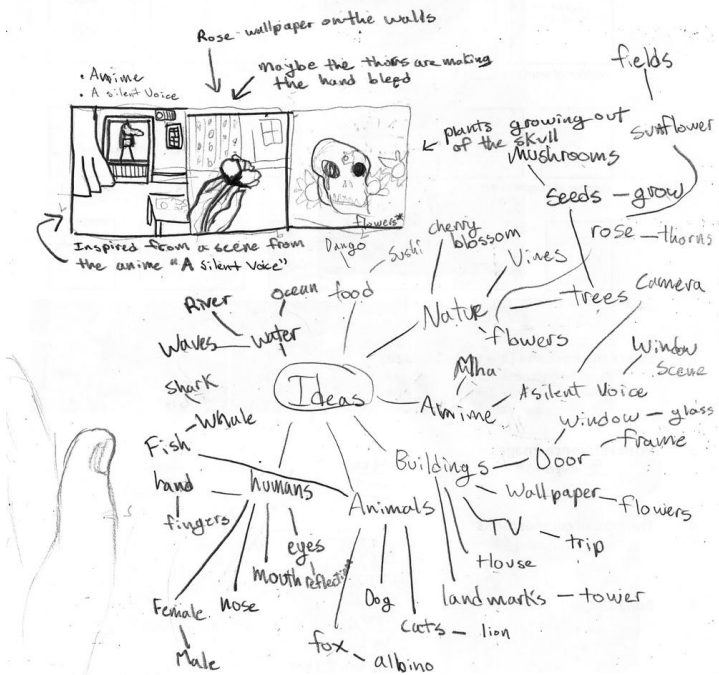 Rose wallpaper on the walls
• Anime
• A silent Voice
Maybe the thorns are making
the hand bleed
fields
plants growing out
of the skull
sunflower
Mushrooms
seeds - grow
flowers*
Inspired from a scene from
the anime "A silent Voice"
Dango
Sushi
cherry
blossom
Vines
rose - thorns
River
Ocean
food
Natur
trees
Camera
Waves
Water
flowers
Window
scene
Mha
Shark
Ideas
Anime
A silent Voice
Whale
window - glass
Fish
frame
Buildings
Door
hand
humans
Wallpaper
flowers
Animals
fingers
TV
trip
eyes
House
mouth
reflection
Female
nose
Dog
landmarks - tower
Cats - lion
Male
fox - albino